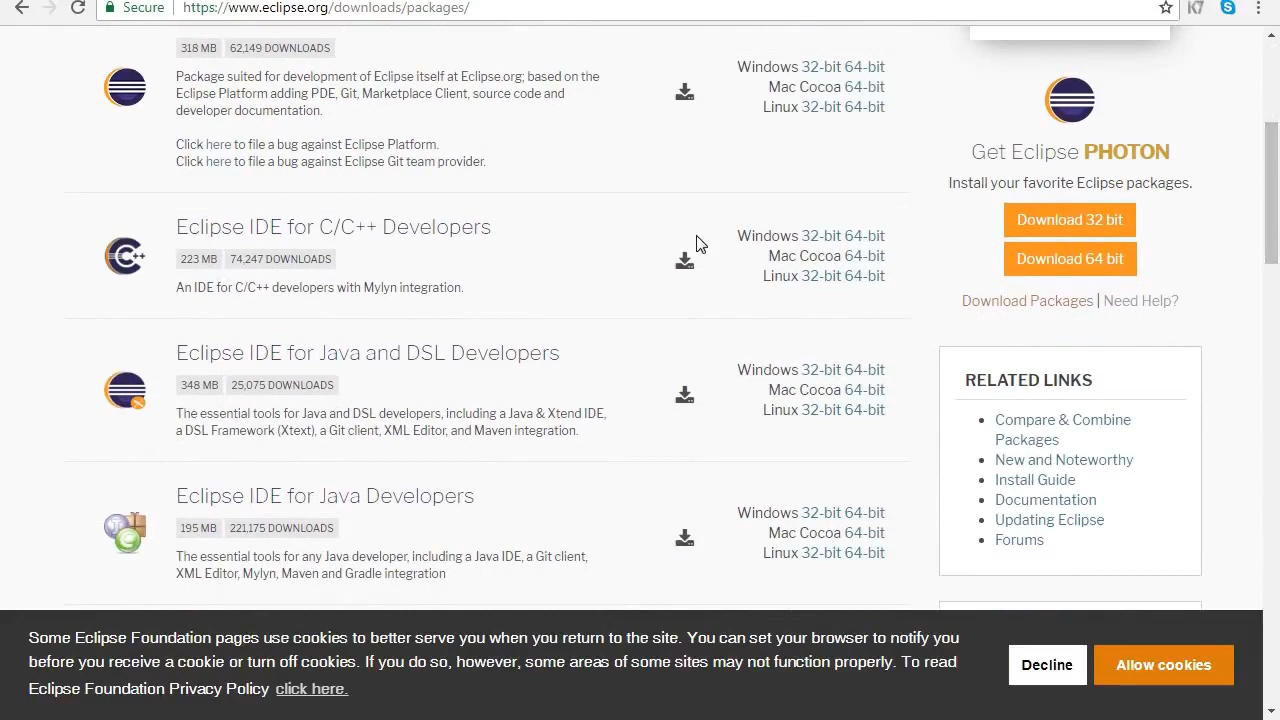 Secure https://www.eclipse.org/downloads/packages/
318 MB 62,149 DOWNLOADS
Package suited for development of Eclipse itself at Eclipse.org; based on the
Eclipse Platform adding PDE, Git, Marketplace Client, source code and
developer documentation.
Click here to file a bug against Eclipse Platform.
Click here to file a bug against Eclipse Git team provider.
Windows 32-bit 64-bit
Mac Cocoa 64-bit
Linux 32-bit 64-bit
Eclipse IDE for C/C++ Developers
223 MB 74,247 DOWNLOADS
An IDE for C/C++ developers with Mylyn integration.
Windows 32-bit 64-bit
Mac Cocoa 64-bit
Linux 32-bit 64-bit
Eclipse IDE for Java and DSL Developers
348 MB 25,075 DOWNLOADS
The essential tools for Java and DSL developers, including a Java & Xtend IDE,
a DSL Framework (Xtext), a Git client, XML Editor, and Maven integration.
Windows 32-bit 64-bit
Mac Cocoa 64-bit
Linux 32-bit 64-bit
Eclipse IDE for Java Developers
195 MB 221,175 DOWNLOADS
The essential tools for any Java developer, including a Java IDE, a Git client,
XML Editor, Mylyn, Maven and Gradle integration
Windows 32-bit 64-bit
Mac Cocoa 64-bit
Linux 32-bit 64-bit
Get Eclipse PHOTON
Install your favorite Eclipse packages.
Download 32 bit
Download 64 bit
Download Packages | Need Help?
RELATED LINKS
Compare & Combine
Packages
New and Noteworthy
Install Guide
Documentation
Updating Eclipse
Forums
Some Eclipse Foundation pages use cookies to better serve you when you return to the site. You can set your browser to notify you
before you receive a cookie or turn off cookies. If you do so, however, some areas of some sites may not function properly. To read
Eclipse Foundation Privacy Policy click here.
Decline
Allow cookies